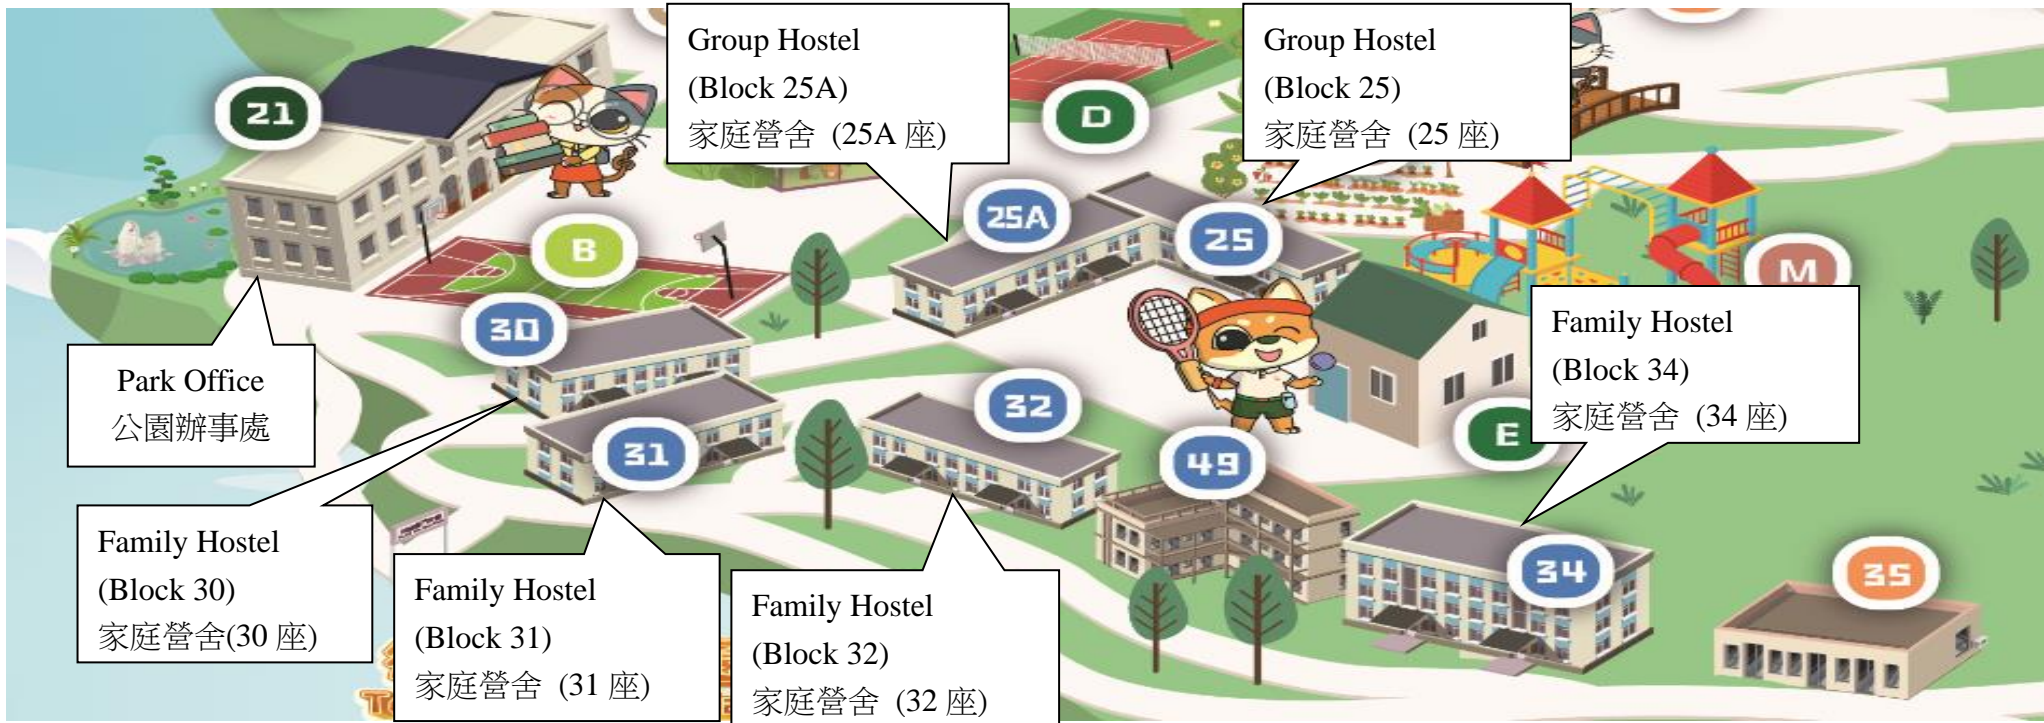 Group Hostel
(Block 25A)
家庭營舍 (25A 座)
Group Hostel
(Block 25)
家庭營舍 (25 座)
21
D
25A
25
B
M
30
Family Hostel
(Block 34)
家庭營舍 (34 座)
Park Office
公園辦事處
32
E
31
49
Family Hostel
(Block 30)
家庭營舍(30 座)
Family Hostel
(Block 31)
家庭營舍 (31 座)
Family Hostel
(Block 32)
家庭營舍 (32 座)
34
35